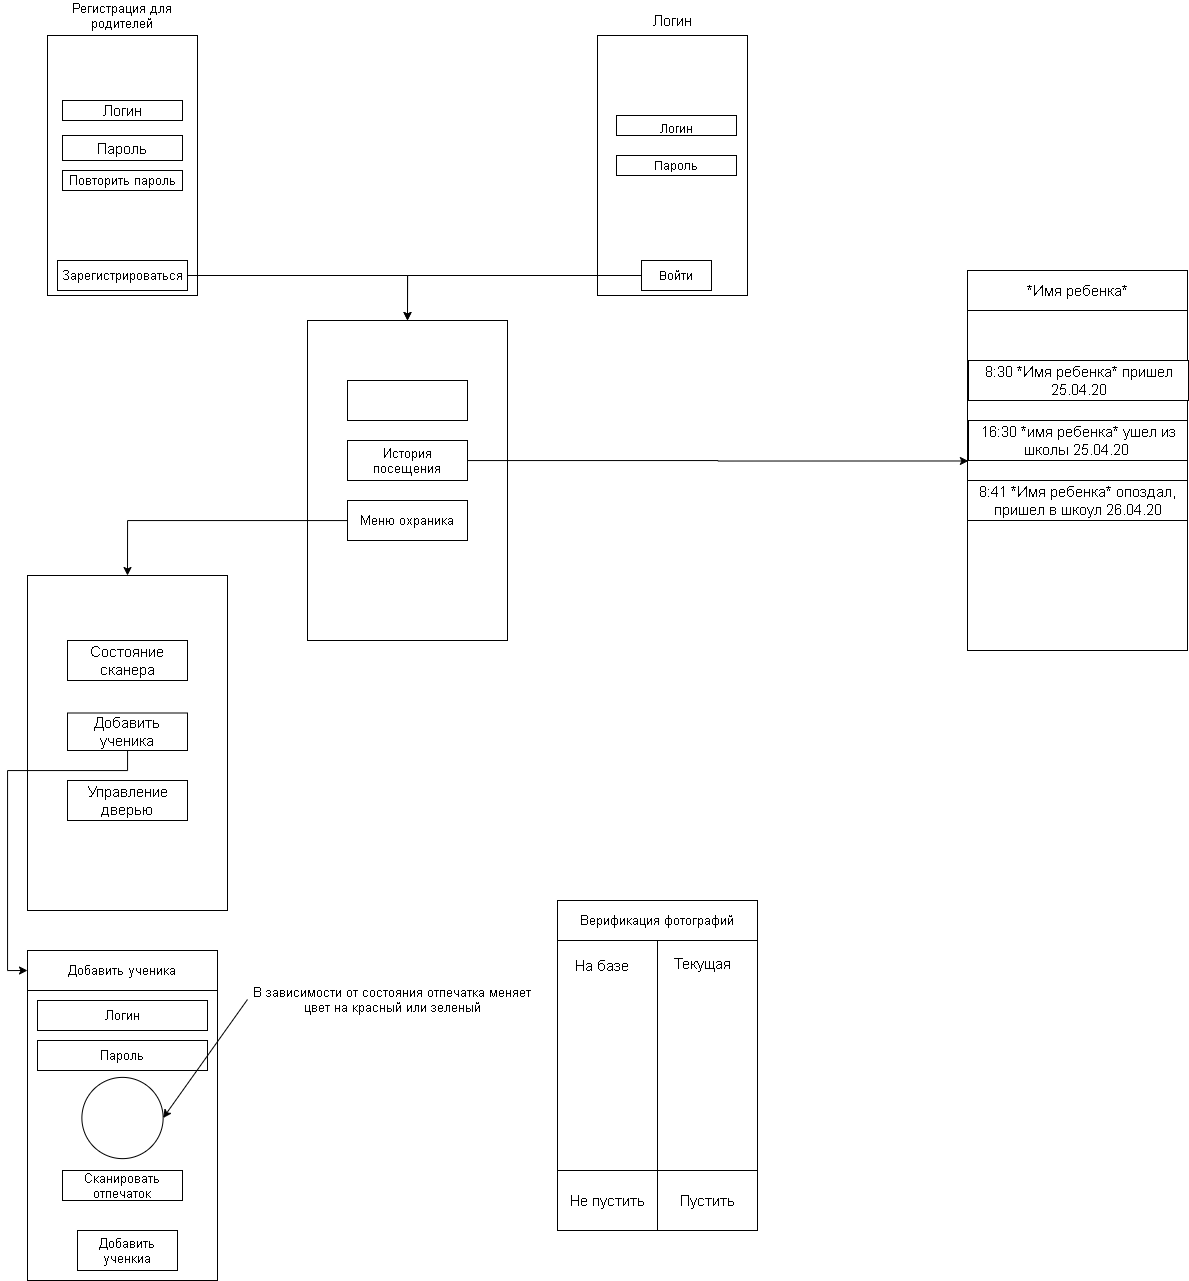 Регистрация для
родителей
Логин
Пароль
Повторить пароль
Зарегистрироваться
Логин
Логин
Пароль
Войти
История
посещения
Меню охраника
*Имя ребенка*
8:30 *Имя ребенка* пришел
25.04.20
16:30 *имя ребенка* ушел из
школы 25.04.20
8:41 *Имя ребенка* опоздал,
пришел в шкоул 26.04.20
Состояние
сканера
Добавить
ученика
Управление
дверью
Добавить ученика
Логин
Пароль
В зависимости от состояния отпечатка меняет
цвет на красный или зеленый
Сканировать
отпечаток
Добавить
ученкиа
Верификация фотографий
На базе
Текущая
Не пустить
Пустить